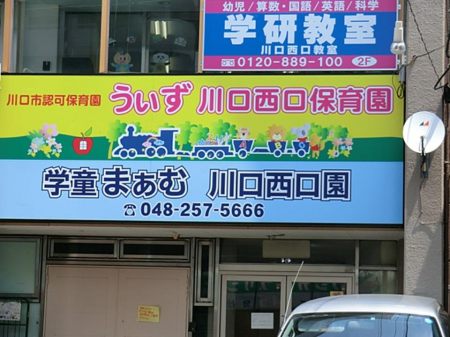 幼児/算数・国語/英語/科学
学研教室
川口西口教室
0120-889-100 2F
川口市認可保育園 うぃず 川口西口保育園
学童 まぁむ 川口西口園
☎048-257-5666